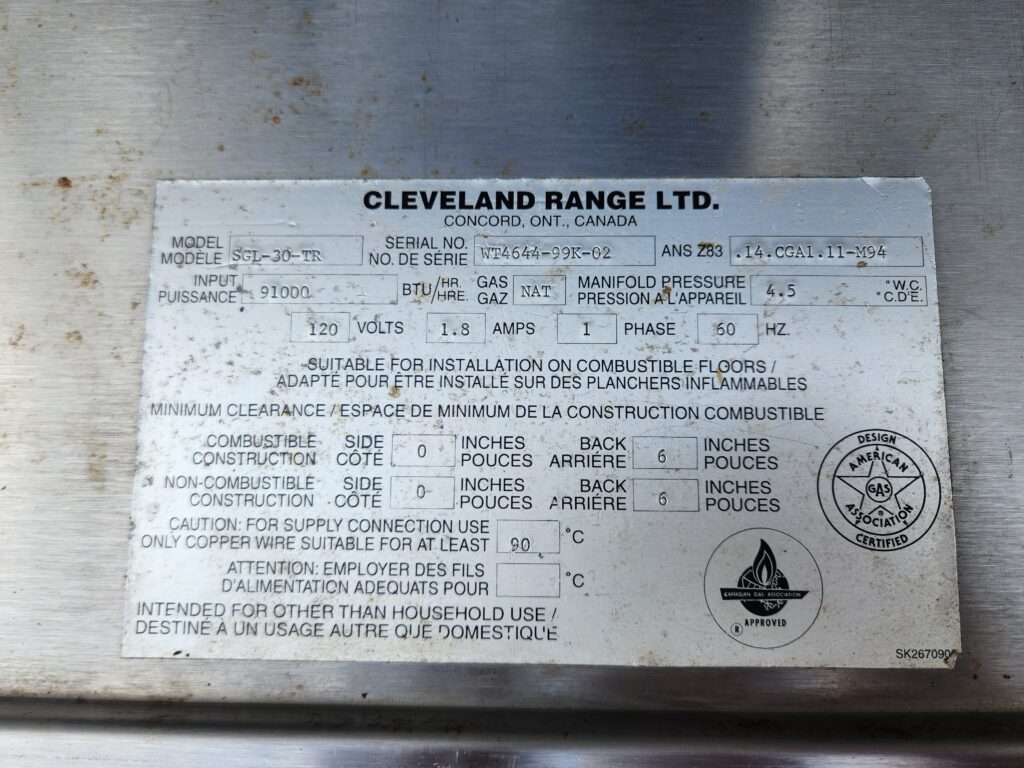 CLEVELAND RANGE LTD.
CONCORD, ONT., CANADA
MODEL MODÈLE SGL-30-TR SERIAL NO. NO. DE SÉRIE WT4644-99K-02 ANS Z83 .14.CGA1.11-M94
INPUT PUISSANCE 91000 BTU/HR. HRE. GAS GAZ NAT MANIFOLD PRESSURE PRESSION A L'APPAREIL 4.5 "W.C. "C.D'E.
120 VOLTS 1.8 AMPS 1 PHASE 60 HZ.
SUITABLE FOR INSTALLATION ON COMBUSTIBLE FLOORS /
ADAPTÉ POUR ÊTRE INSTALLÉ SUR DES PLANCHERS INFLAMMABLES
MINIMUM CLEARANCE / ESPACE DE MINIMUM DE LA CONSTRUCTION COMBUSTIBLE
COMBUSTIBLE CONSTRUCTION SIDE CÔTÉ 0 INCHES POUCES BACK ARRIÉRE 6 INCHES POUCES
NON-COMBUSTIBLE CONSTRUCTION SIDE CÔTÉ 0 INCHES POUCES BACK ARRIÉRE 6 INCHES POUCES
CAUTION: FOR SUPPLY CONNECTION USE
ONLY COPPER WIRE SUITABLE FOR AT LEAST 90 °C
ATTENTION: EMPLOYER DES FILS
D'ALIMENTATION ADEQUATS POUR °C
INTENDED FOR OTHER THAN HOUSEHOLD USE /
DESTINÉ A UN USAGE AUTRE QUE DOMESTIQUE
DESIGN
AMERICAN
GAS
®
ASSOCIATION
CERTIFIED
CANADIAN GAS ASSOCIATION
® APPROVED